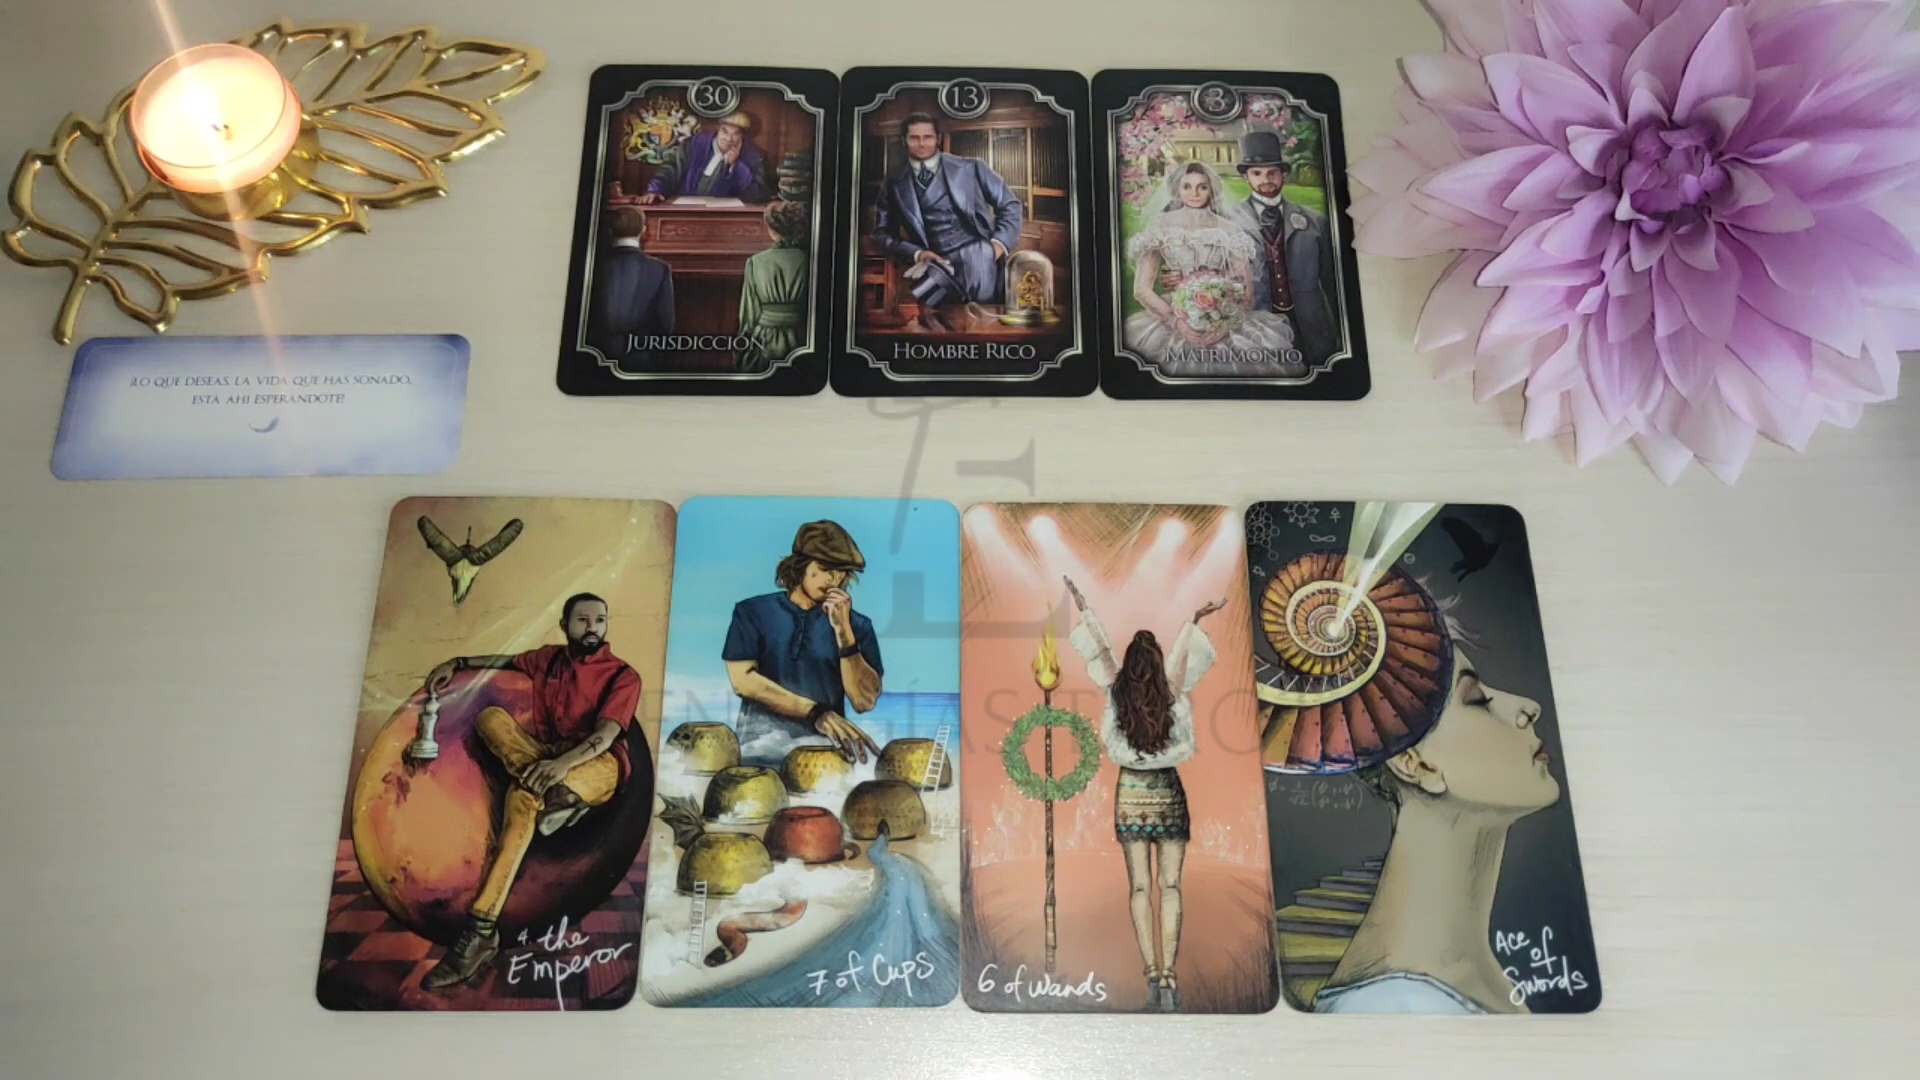 30
JURISDICCIÓN
13
HOMBRE RICO
3
MATRIMONIO
¡LO QUE DESEAS, LA VIDA QUE HAS SOÑADO,
ESTÁ AHÍ ESPERÁNDOTE!
4. the
Emperor
7 of Cups
6 of Wands
Ace
of
Swords